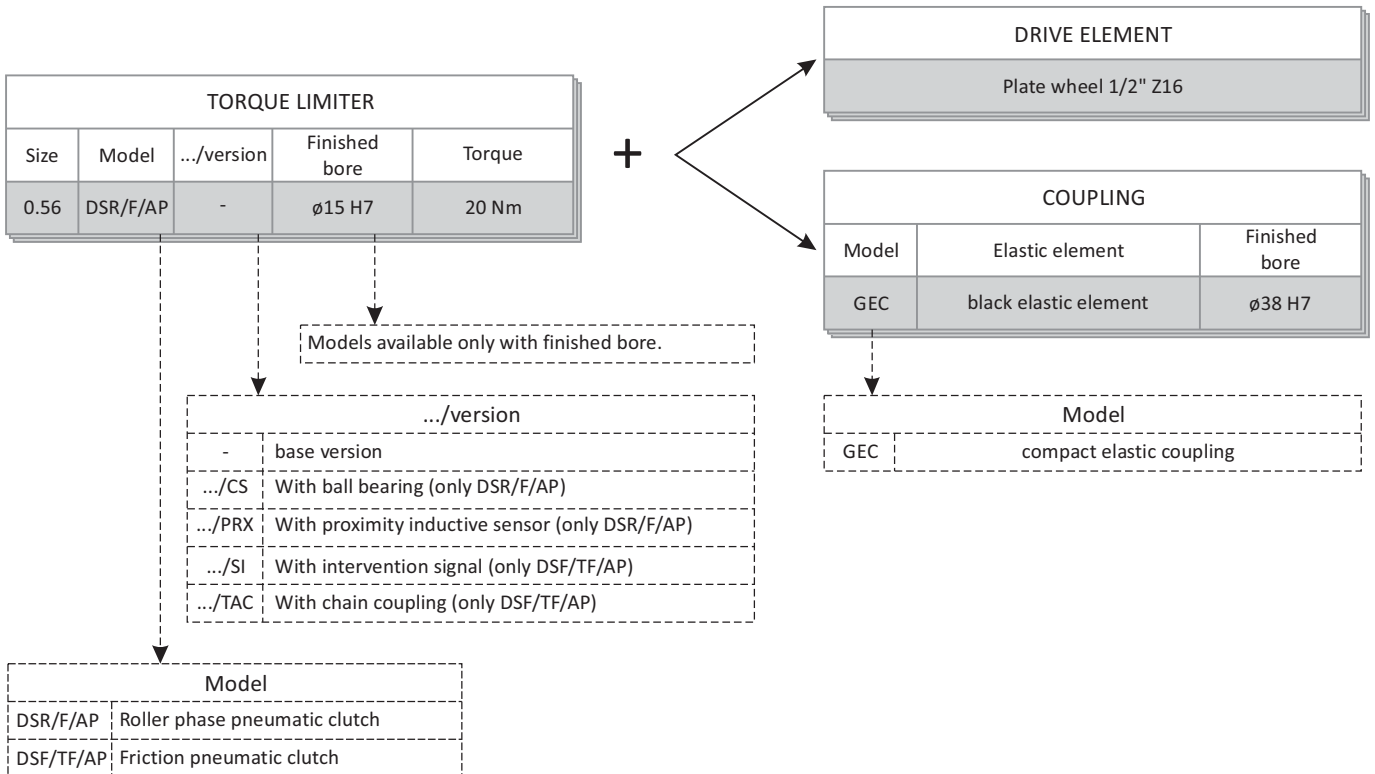 DRIVE ELEMENT
Plate wheel 1/2" Z16
TORQUE LIMITER
Size Model .../version Finished bore Torque
0.56 DSR/F/AP - ø15 H7 20 Nm
+
COUPLING
Model Elastic element Finished bore
GEC black elastic element ø38 H7
Models available only with finished bore.
.../version
- base version
.../CS With ball bearing (only DSR/F/AP)
.../PRX With proximity inductive sensor (only DSR/F/AP)
.../SI With intervention signal (only DSF/TF/AP)
.../TAC With chain coupling (only DSF/TF/AP)
Model
GEC compact elastic coupling
Model
DSR/F/AP Roller phase pneumatic clutch
DSF/TF/AP Friction pneumatic clutch